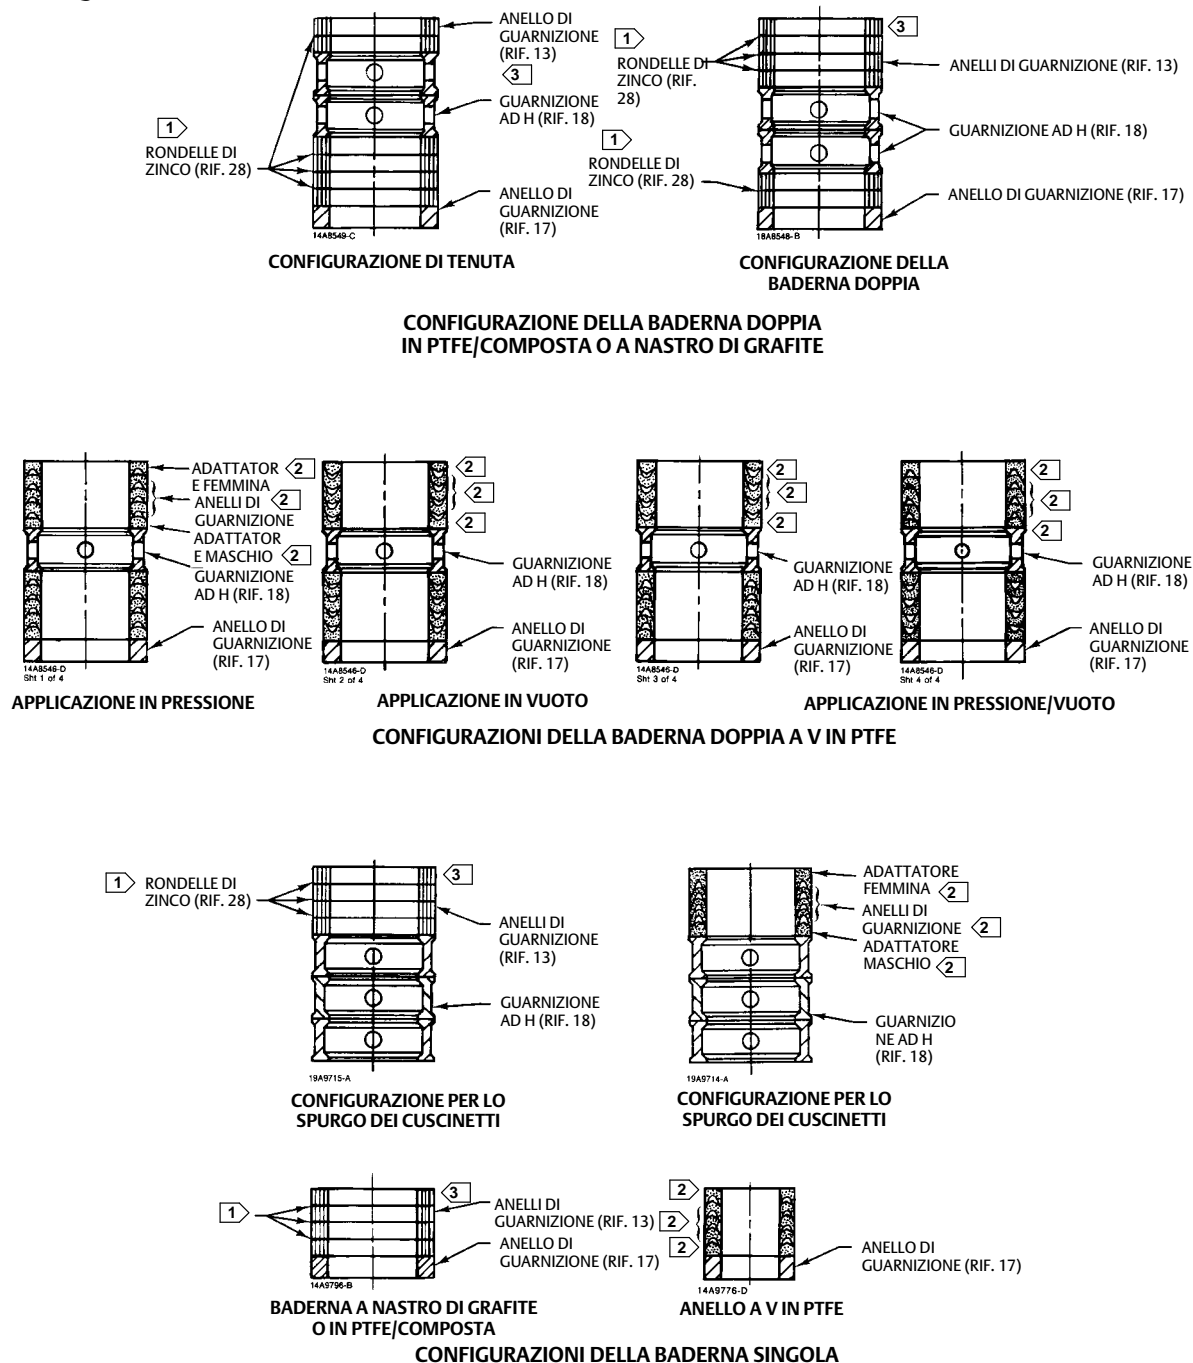 ANELLO DI
GUARNIZIONE
(RIF. 13)
3
GUARNIZIONE
AD H (RIF. 18)
1
RONDELLE DI
ZINCO (RIF. 28)
ANELLO DI
GUARNIZIONE
(RIF. 17)
14A8549-C
CONFIGURAZIONE DI TENUTA
3
1
RONDELLE DI
ZINCO (RIF.
28)
ANELLI DI GUARNIZIONE (RIF. 13)
GUARNIZIONE AD H (RIF. 18)
1
RONDELLE DI
ZINCO (RIF. 28)
ANELLO DI GUARNIZIONE (RIF. 17)
18A8548-B
CONFIGURAZIONE DELLA
BADERNA DOPPIA
CONFIGURAZIONE DELLA BADERNA DOPPIA
IN PTFE/COMPOSTA O A NASTRO DI GRAFITE
ADATTATOR 2
E FEMMINA
ANELLI DI 2
GUARNIZIONE
ADATTATOR
E MASCHIO 2
GUARNIZIONE
AD H (RIF. 18)
ANELLO DI
GUARNIZIONE
(RIF. 17)
14A8546-D
Sht 1 of 4
APPLICAZIONE IN PRESSIONE
2
2
2
GUARNIZIONE
AD H (RIF. 18)
ANELLO DI
GUARNIZIONE
(RIF. 17)
14A8546-D
Sht 2 of 4
APPLICAZIONE IN VUOTO
2
2
2
GUARNIZIONE
AD H (RIF. 18)
ANELLO DI
GUARNIZIONE
(RIF. 17)
14A8546-D
Sht 3 of 4
2
2
2
GUARNIZIONE
AD H (RIF. 18)
ANELLO DI
GUARNIZIONE
(RIF. 17)
14A8546-D
Sht 4 of 4
APPLICAZIONE IN PRESSIONE/VUOTO
CONFIGURAZIONI DELLA BADERNA DOPPIA A V IN PTFE
1 RONDELLE DI
ZINCO (RIF. 28)
3
ANELLI DI
GUARNIZIONE
(RIF. 13)
GUARNIZIONE
AD H (RIF. 18)
19A9715-A
CONFIGURAZIONE PER LO
SPURGO DEI CUSCINETTI
ADATTATORE
FEMMINA 2
ANELLI DI
GUARNIZIONE 2
ADATTATORE
MASCHIO 2
GUARNIZIO
NE AD H
(RIF. 18)
19A9714-A
CONFIGURAZIONE PER LO
SPURGO DEI CUSCINETTI
1
3
ANELLI DI
GUARNIZIONE (RIF. 13)
ANELLO DI
GUARNIZIONE (RIF. 17)
14A9796-B
BADERNA A NASTRO DI GRAFITE
O IN PTFE/COMPOSTA
2
2
2
ANELLO DI
GUARNIZIONE (RIF. 17)
14A9776-D
ANELLO A V IN PTFE
CONFIGURAZIONI DELLA BADERNA SINGOLA